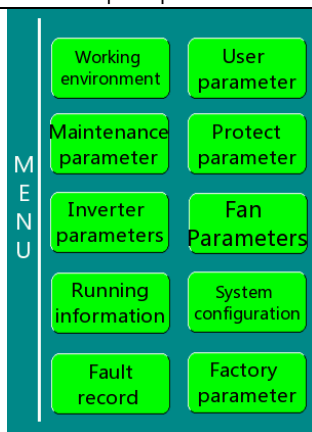 Working
environment
User
parameter
Maintenance
parameter
Protect
parameter
MENU
Inverter
parameters
Fan
Parameters
Running
information
System
configuration
Fault
record
Factory
parameter